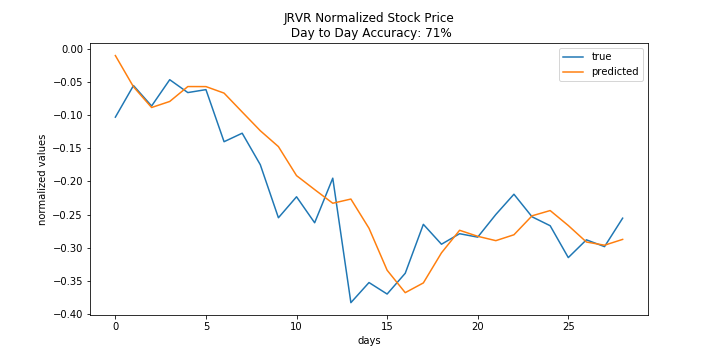 JRVR Normalized Stock Price
Day to Day Accuracy: 71%
true
predicted
normalized values
0.00
−0.05
−0.10
−0.15
−0.20
−0.25
−0.30
−0.35
−0.40
0 5 10 15 20 25
days